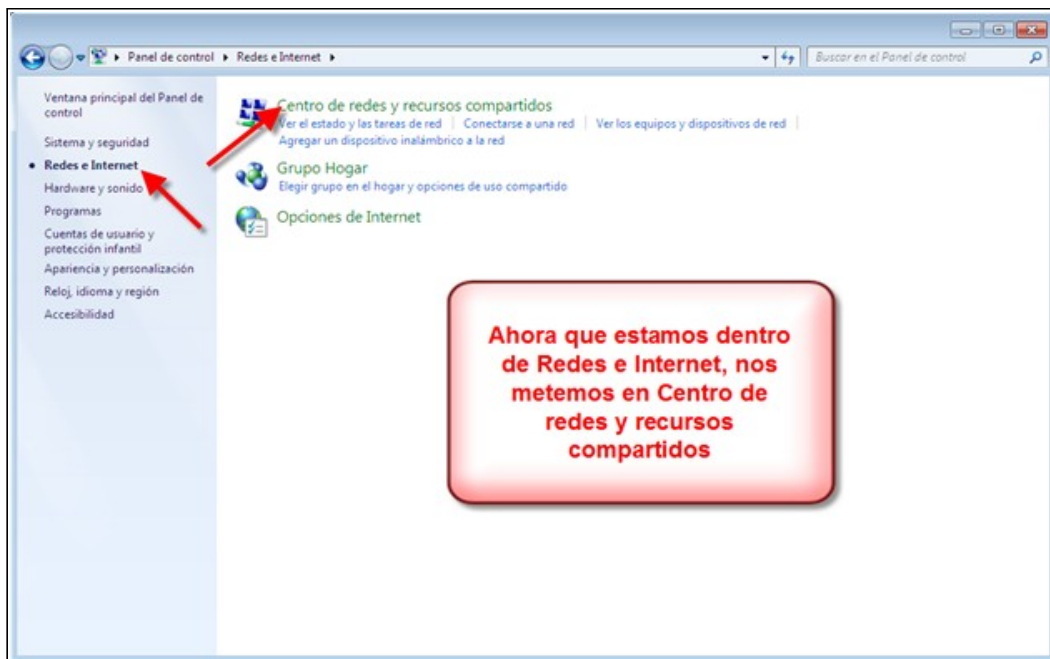 Panel de control ▸ Redes e Internet ▸
Buscar en el Panel de control
Ventana principal del Panel de
control
Sistema y seguridad
Redes e Internet
Hardware y sonido
Programas
Cuentas de usuario y
protección infantil
Apariencia y personalización
Reloj, idioma y región
Accesibilidad
Centro de redes y recursos compartidos
Ver el estado y las tareas de red | Conectarse a una red | Ver los equipos y dispositivos de red |
Agregar un dispositivo inalámbrico a la red
Grupo Hogar
Elegir grupo en el hogar y opciones de uso compartido
Opciones de Internet
Ahora que estamos dentro
de Redes e Internet, nos
metemos en Centro de
redes y recursos
compartidos